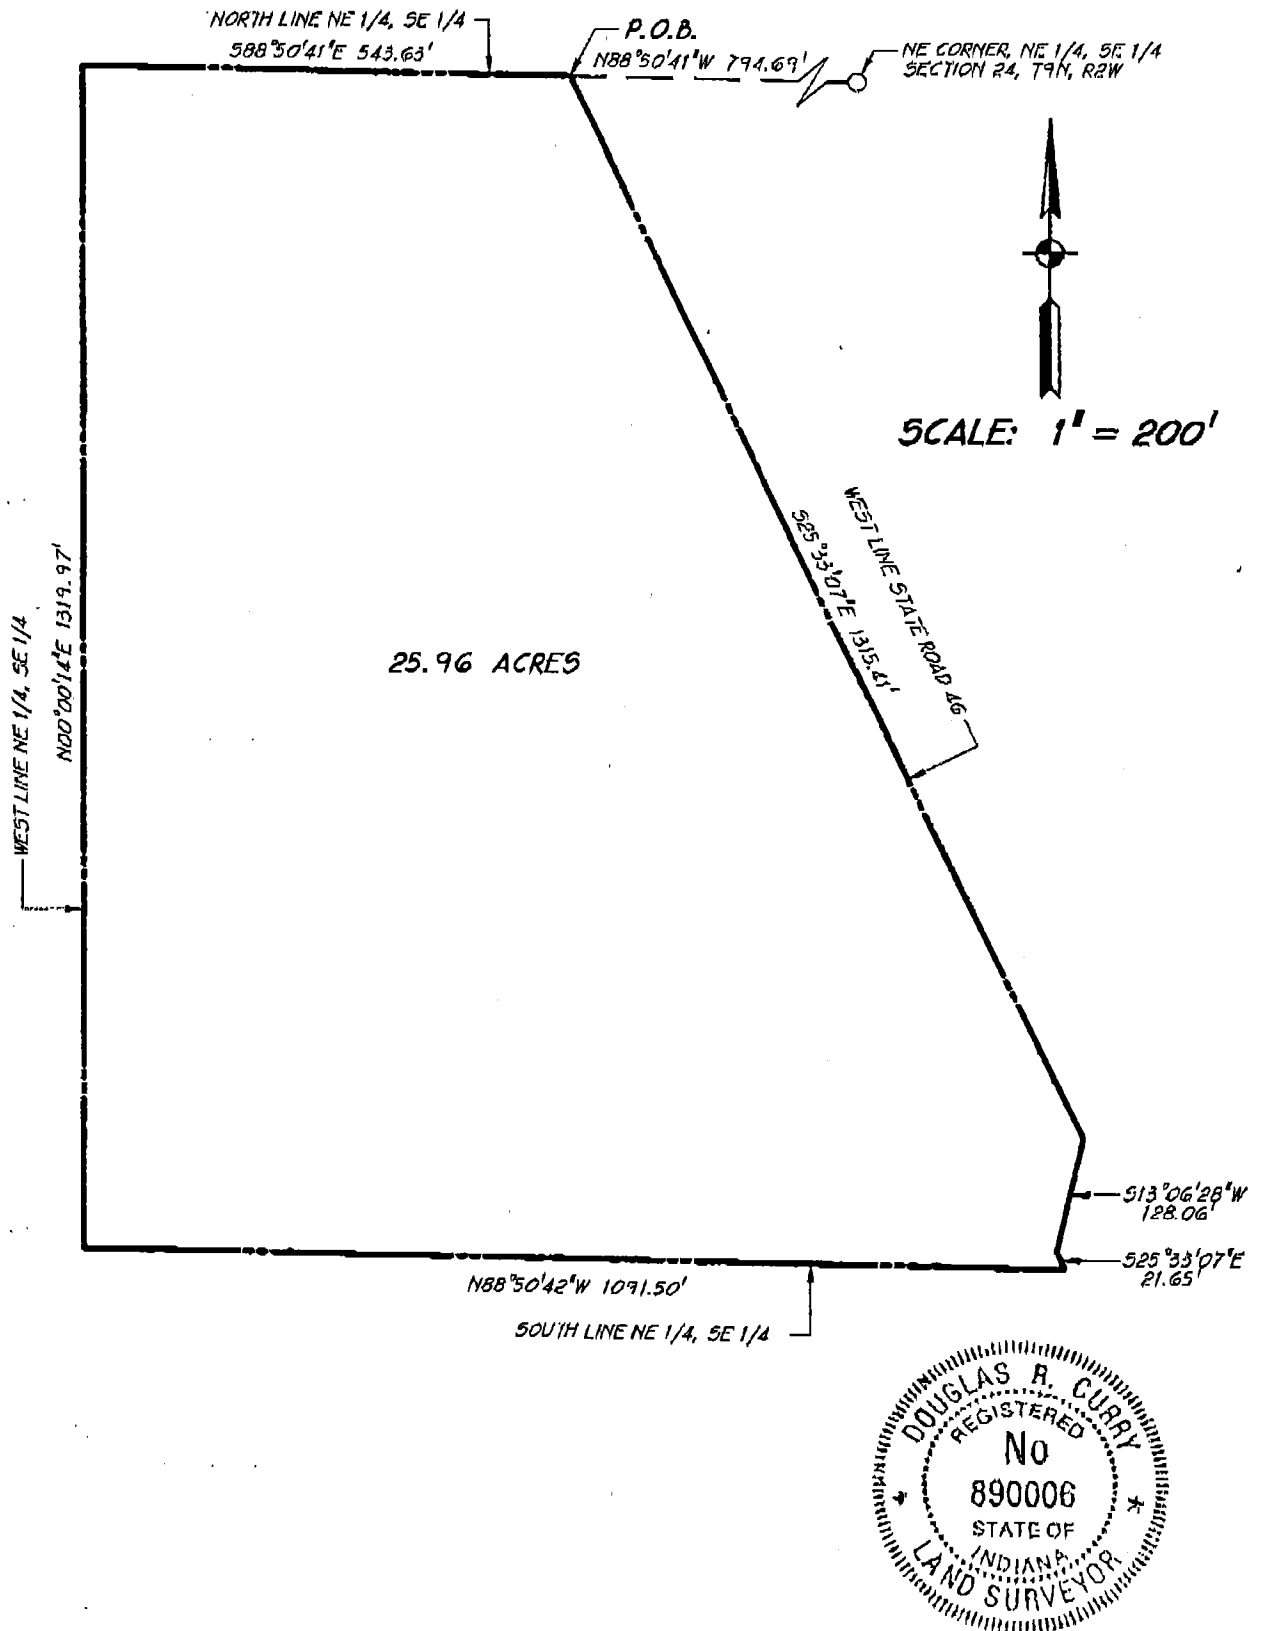 NORTH LINE NE 1/4, SE 1/4
S88°50'41"E 543.63'
P.O.B.
N88°50'41"W 794.69'
NE CORNER, NE 1/4, SE 1/4
SECTION 24, T9N, R2W
SCALE: 1" = 200'
WEST LINE STATE ROAD 46
S25°33'07"E 1315.41'
WEST LINE NE 1/4, SE 1/4
N00°00'14"E 1319.97'
25.96 ACRES
S13°06'28"W
128.06'
S25°33'07"E
21.65'
N88°50'42"W 1091.50'
SOUTH LINE NE 1/4, SE 1/4
DOUGLAS R. CURRY
REGISTERED
No
890006
STATE OF
INDIANA
LAND SURVEYOR